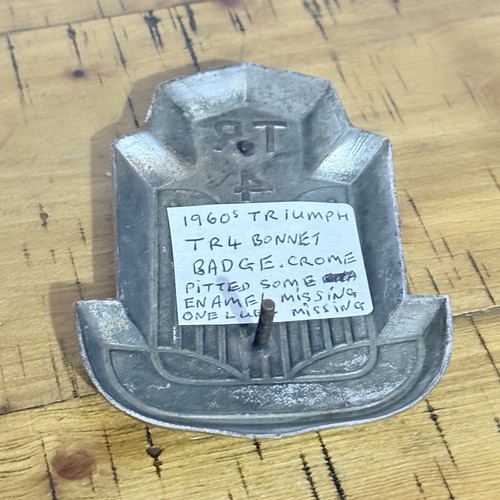 TR
4
1960s TRIUMPH
TR4 BONNET
BADGE. CROME
PITTED SOME
ENAMEL MISSING
ONE LUG MISSING